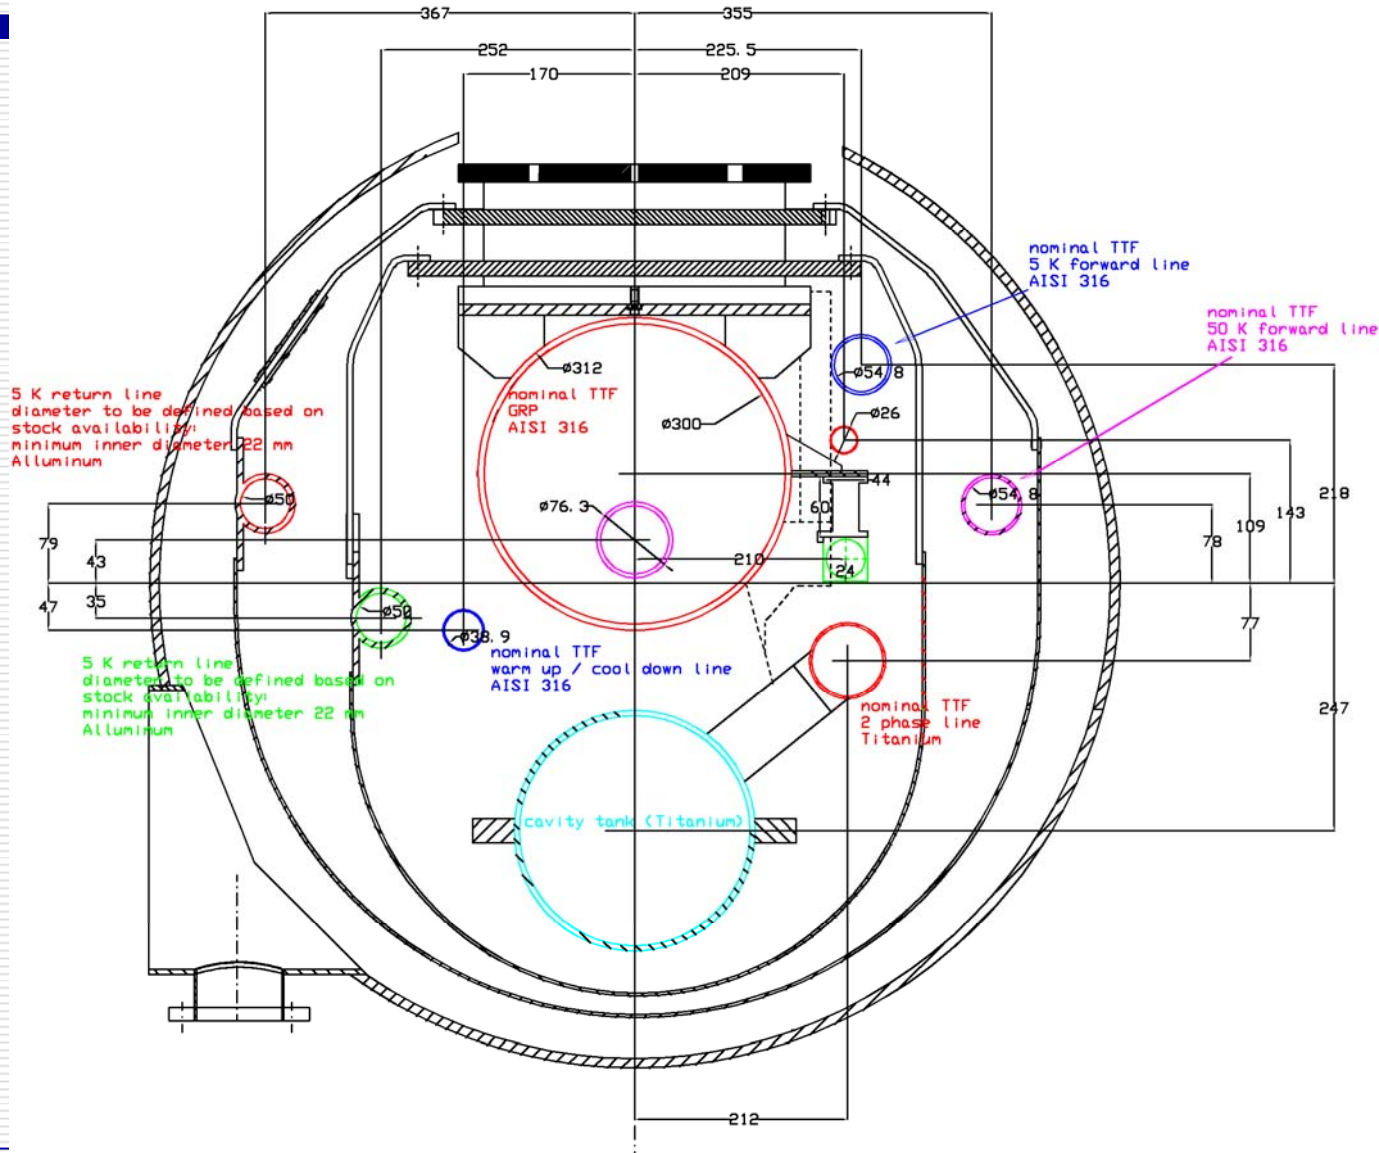 367
355
252
225.5
170
209
nominal TTF
5 K forward line
AISI 316
nominal TTF
50 K forward line
AISI 316
ø312
ø54.8
5 K return line
diameter to be defined based on
stock availability:
minimum inner diameter 22 mm
Alluminum
nominal TTF
GRP
AISI 316
ø300
ø26
44
ø50
ø76.3
60
ø54.8
218
109
143
78
79
43
210
24
47
35
ø50
ø38.9
77
nominal TTF
warm up / cool down line
AISI 316
5 K return line
diameter to be defined based on
stock availability:
minimum inner diameter 22 mm
Alluminum
nominal TTF
2 phase line
Titanium
247
cavity tank (Titanium)
212